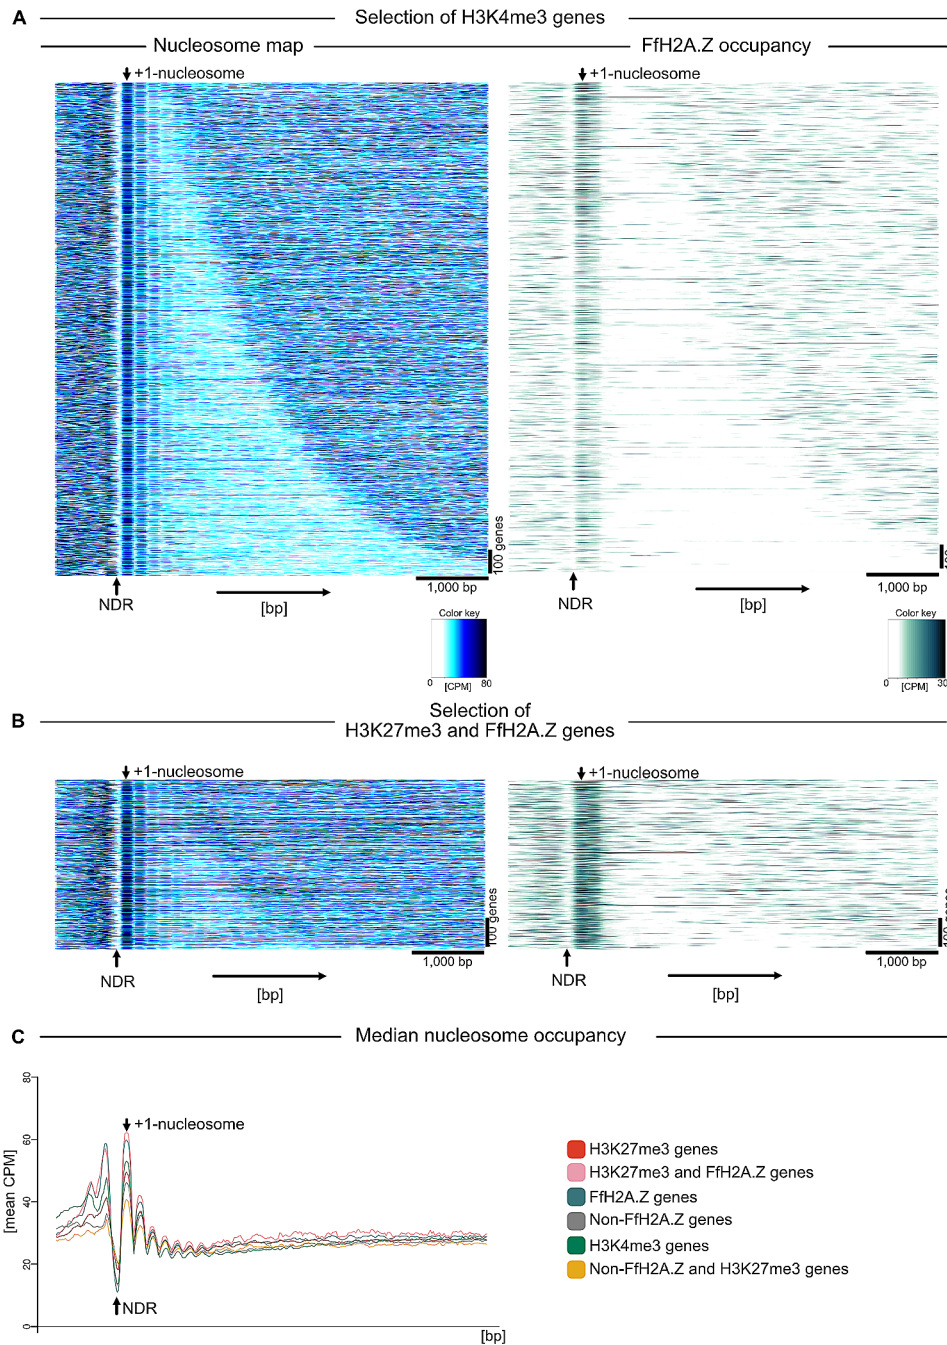 A
Selection of H3K4me3 genes
Nucleosome map
FfH2A.Z occupancy
+1-nucleosome
+1-nucleosome
100 genes
1,000 bp
1,000 bp
NDR
[bp]
NDR
[bp]
Color key
0 [CPM] 80
Color key
0 [CPM] 30
B
Selection of
H3K27me3 and FfH2A.Z genes
+1-nucleosome
+1-nucleosome
100 genes
100 genes
1,000 bp
1,000 bp
NDR
[bp]
NDR
[bp]
C
Median nucleosome occupancy
80
60
40
20
0
[mean CPM]
+1-nucleosome
NDR
[bp]
H3K27me3 genes
H3K27me3 and FfH2A.Z genes
FfH2A.Z genes
Non-FfH2A.Z genes
H3K4me3 genes
Non-FfH2A.Z and H3K27me3 genes